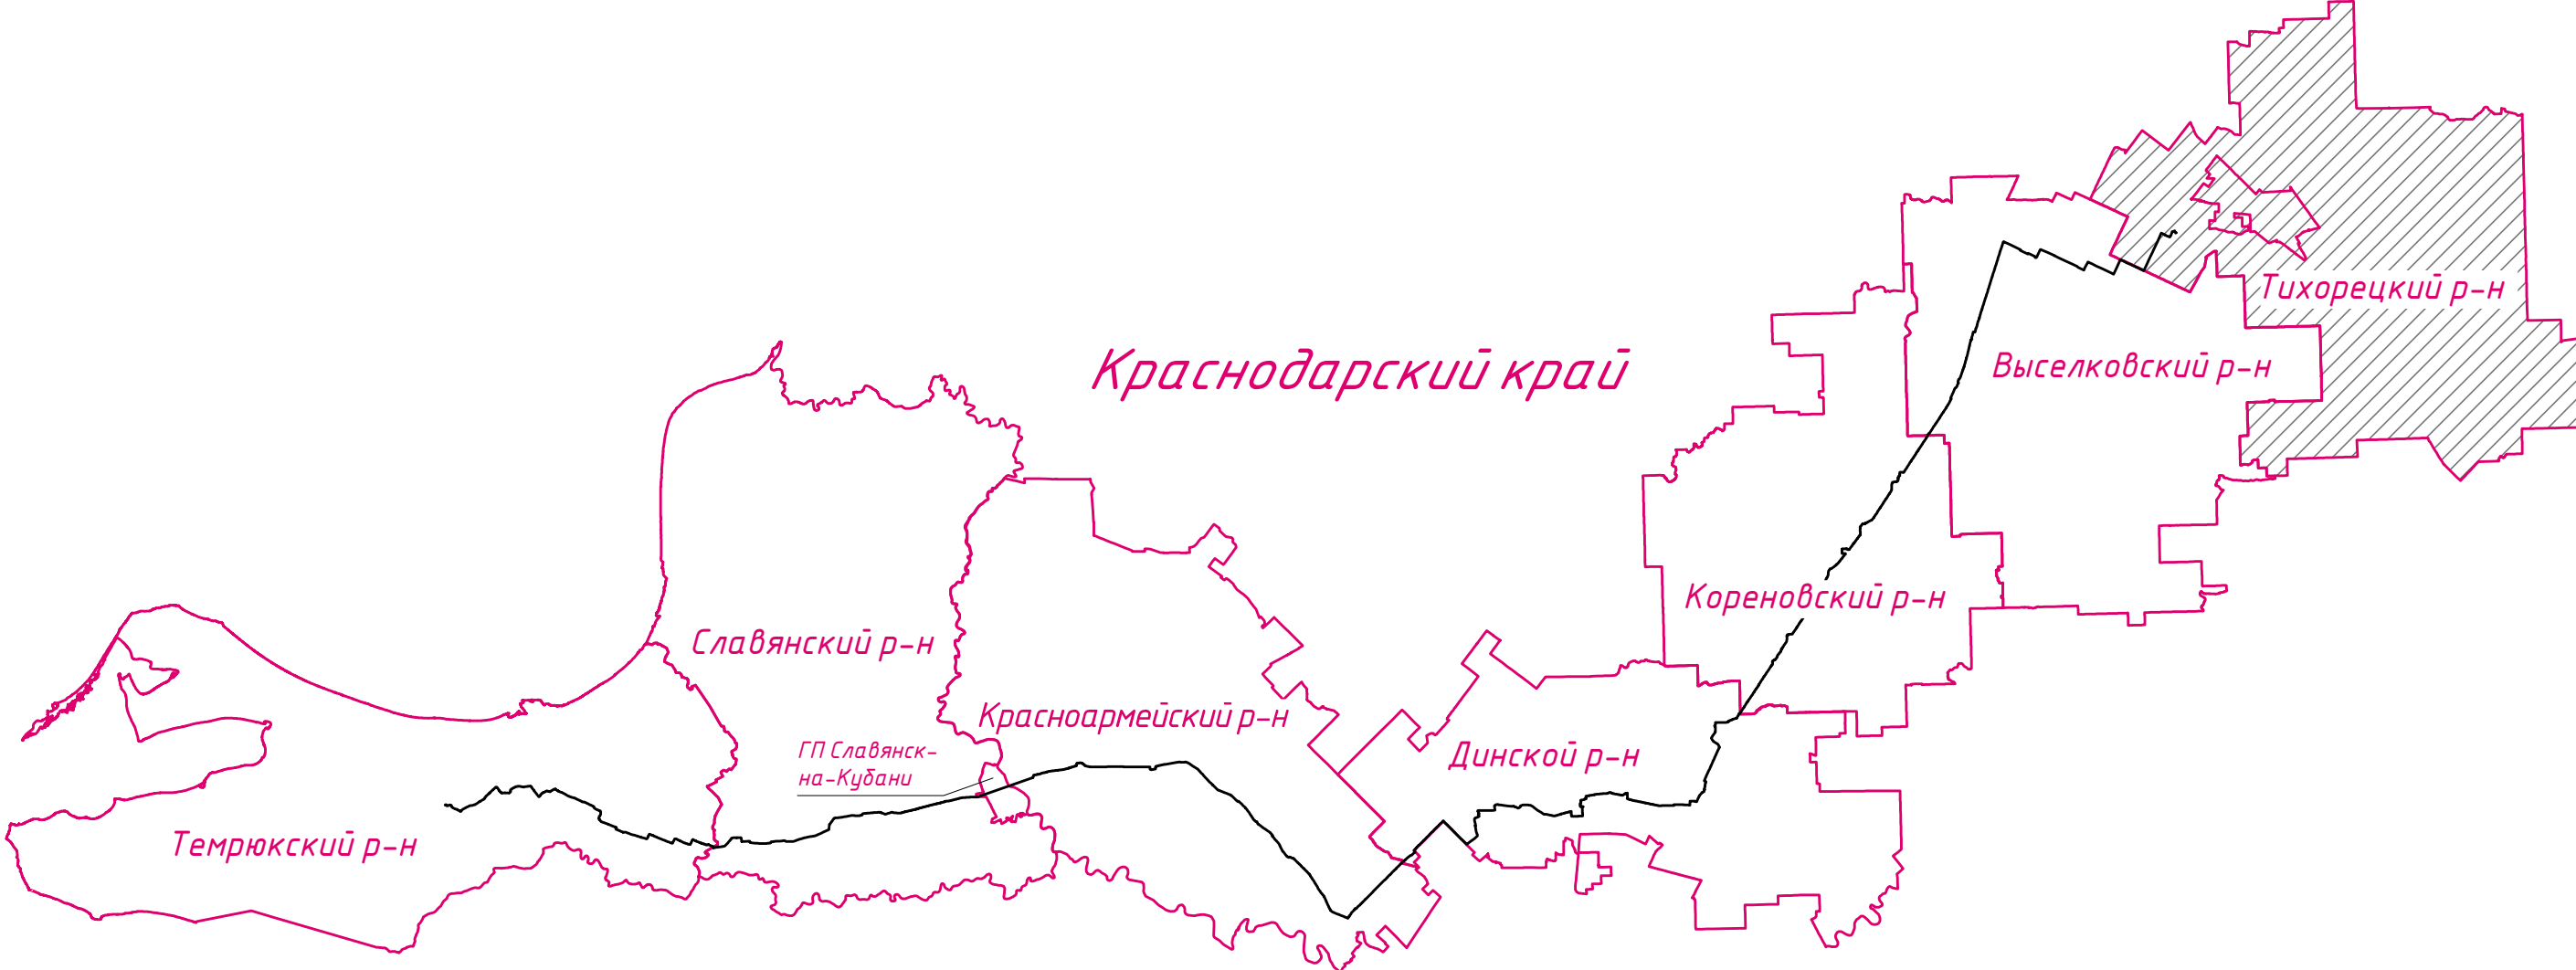 Тихорецкий р-н
Краснодарский край
Выселковский р-н
Кореновский р-н
Славянский р-н
Красноармейский р-н
Динской р-н
ГП Славянск-
на-Кубани
Темрюкский р-н